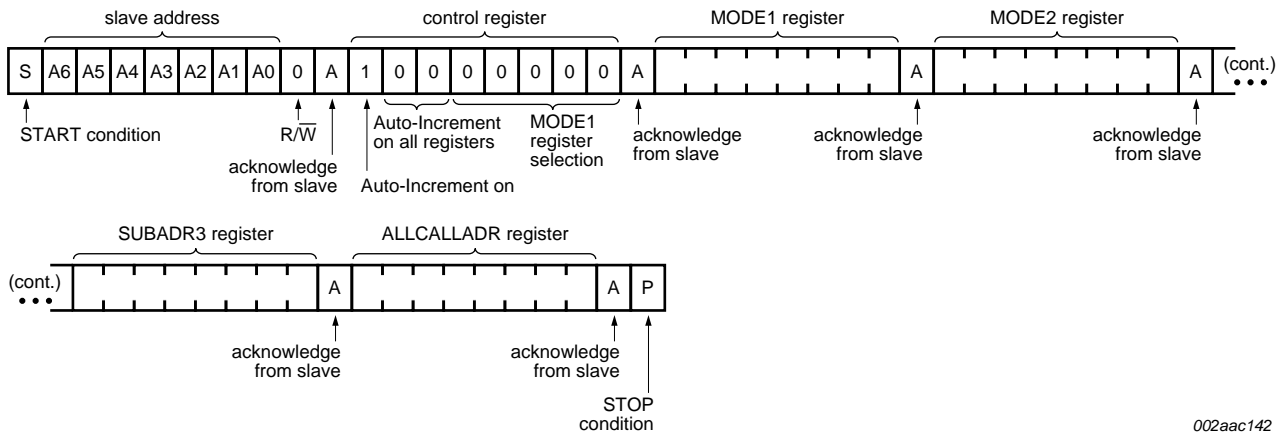 slave address control register MODE1 register MODE2 register
S A6 A5 A4 A3 A2 A1 A0 0 A 1 0 0 0 0 0 0 0 A A A (cont.)
START condition
R/W̅
acknowledge
from slave
Auto-Increment
on all registers
Auto-Increment on
MODE1
register
selection
acknowledge
from slave
acknowledge
from slave
acknowledge
from slave
SUBADR3 register ALLCALLADR register
(cont.) A A P
acknowledge
from slave
acknowledge
from slave
STOP
condition
002aac142